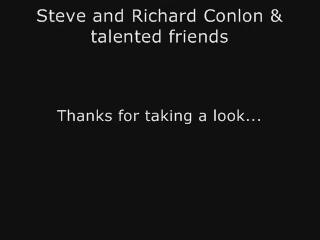 Steve and Richard Conlon &
talented friends
Thanks for taking a look...